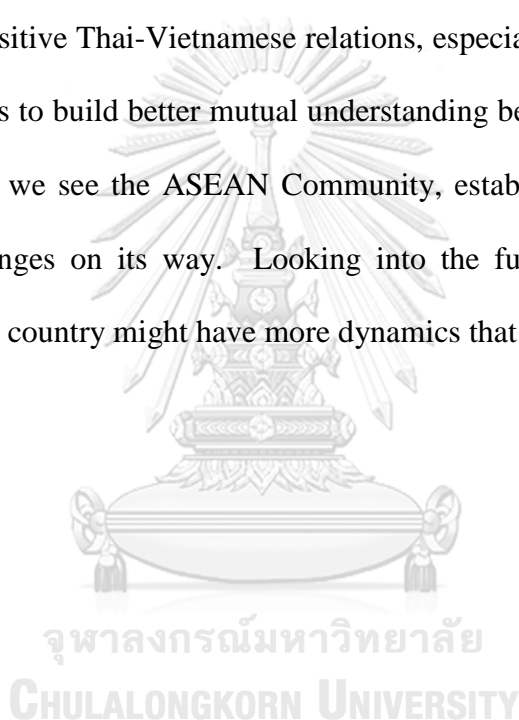 sitive Thai-Vietnamese relations, especia
s to build better mutual understanding be
we see the ASEAN Community, estab
nges on its way. Looking into the fu
country might have more dynamics that
จุฬาลงกรณ์มหาวิทยาลัย
CHULALONGKORN UNIVERSITY